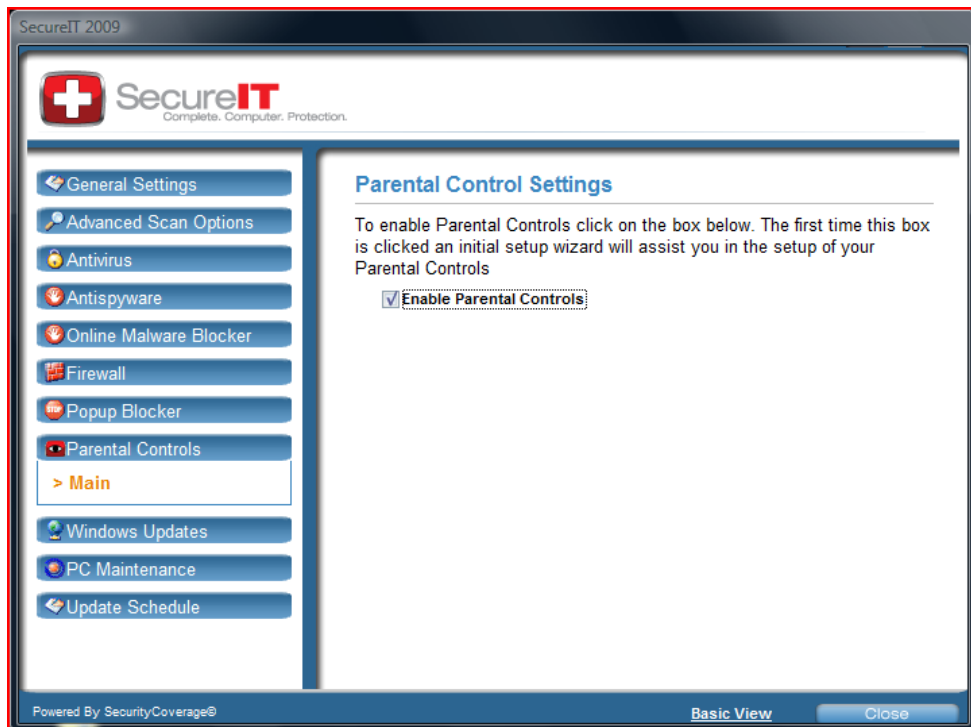 SecureIT 2009
SecureIT
Complete. Computer. Protection.
General Settings
Advanced Scan Options
Antivirus
Antispyware
Online Malware Blocker
Firewall
Popup Blocker
Parental Controls
> Main
Windows Updates
PC Maintenance
Update Schedule
Parental Control Settings
To enable Parental Controls click on the box below. The first time this box
is clicked an initial setup wizard will assist you in the setup of your
Parental Controls
Enable Parental Controls
Powered By SecurityCoverage©
Basic View
Close